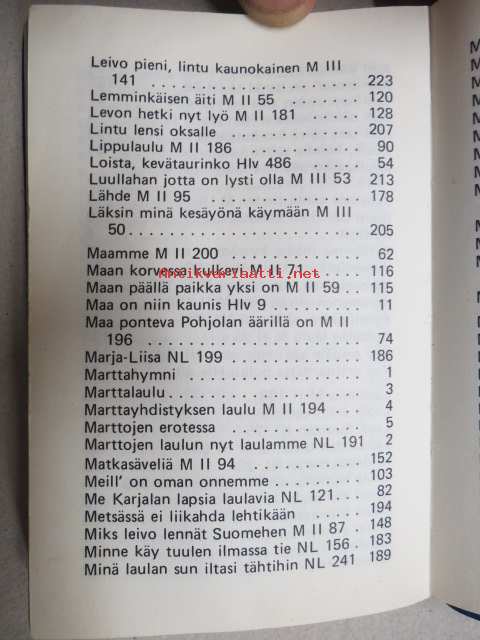 Leivo pieni, lintu kaunokainen M III
141 . . . . . . . . . . . . . . . . . . . . . 223
Lemminkäisen äiti M II 55 . . . . . . . 120
Levon hetki nyt lyö M II 181 . . . . . 128
Lintu lensi oksalle . . . . . . . . . . . . 207
Lippulaulu M II 186 . . . . . . . . . . . 90
Loista, kevätaurinko Hlv 486 . . . . . 54
Luullahan jotta on lysti olla M III 53 213
Lähde M II 95 . . . . . . . . . . . . . . 178
Läksin minä kesäyönä käymään M III
50. . . . . . . . . . . . . . . . . . . . . . 205
Maamme M II 200 . . . . . . . . . . . . 62
Maan korvessa kulkevi M II 71 . . . . 116
Maan päällä paikka yksi on M II 59 . . 115
Maa on niin kaunis Hlv 9 . . . . . . . . 11
Maa ponteva Pohjolan äärillä on M II
196 . . . . . . . . . . . . . . . . . . . . . 74
Marja-Liisa NL 199 . . . . . . . . . . . 186
Marttahymni . . . . . . . . . . . . . . . 1
Marttalaulu . . . . . . . . . . . . . . . . 3
Marttayhdistyksen laulu M II 194 . . . 4
Marttojen erotessa . . . . . . . . . . . . 5
Marttojen laulun nyt laulamme NL 191 2
Matkasäveliä M II 94 . . . . . . . . . . 152
Meill' on oman onnemme . . . . . . . . 103
Me Karjalan lapsia laulavia NL 121. . . 82
Metsässä ei liikahda lehtikään . . . . . 194
Miks leivo lennät Suomehen M II 87 . 148
Minne käy tuulen ilmassa tie NL 156 . 183
Minä laulan sun iltasi tähtihin NL 241 189
www.antikvariaatti.net